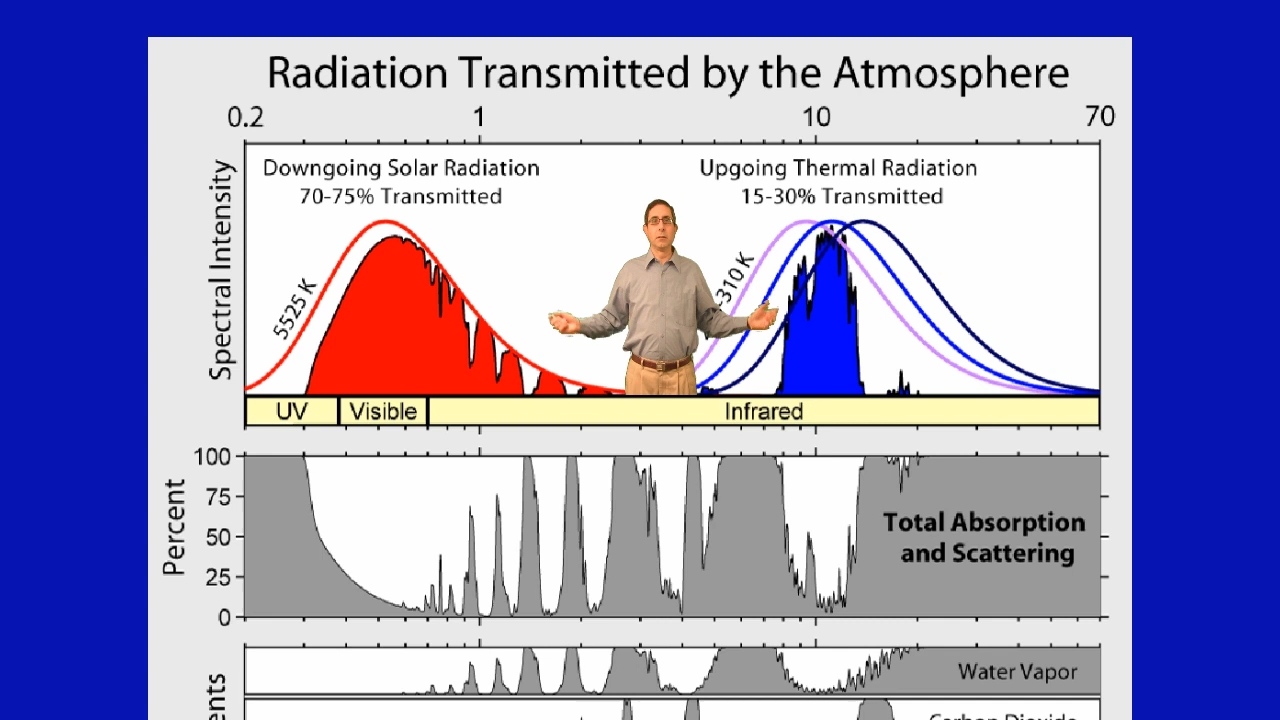 Radiation Transmitted by the Atmosphere
0.2 1 10 70
Downgoing Solar Radiation
70-75% Transmitted
Upgoing Thermal Radiation
15-30% Transmitted
Spectral Intensity
5525 K
-310 K
UV Visible Infrared
Percent
100
75
50
25
0
Total Absorption
and Scattering
Water Vapor
Carbon Dioxide